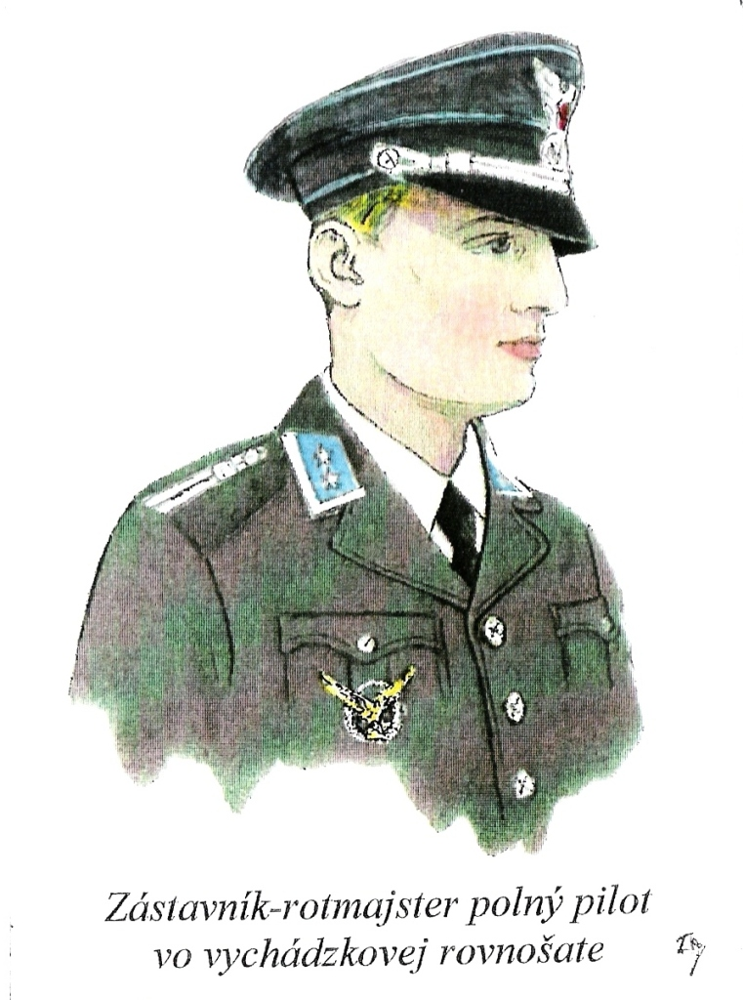 Zástavník-rotmajster polný pilot
vo vychádzkovej rovnošate